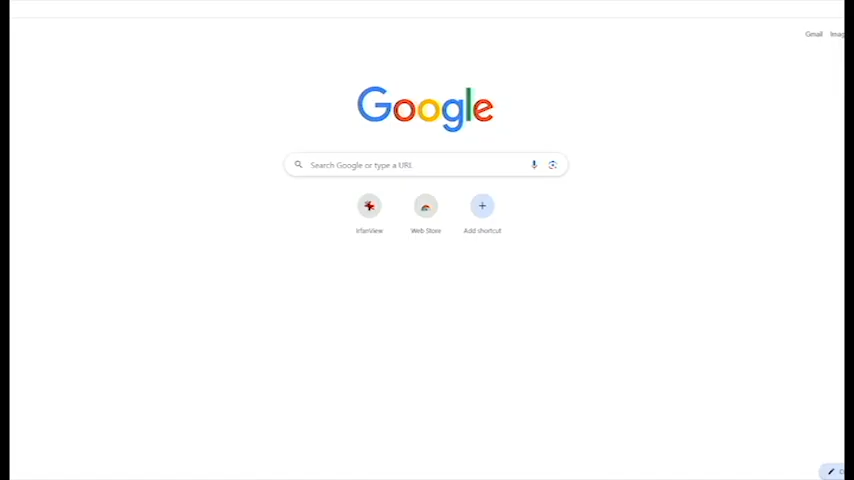 Gmail
Google
Search Google or type a URL
IrfanView
Web Store
Add shortcut